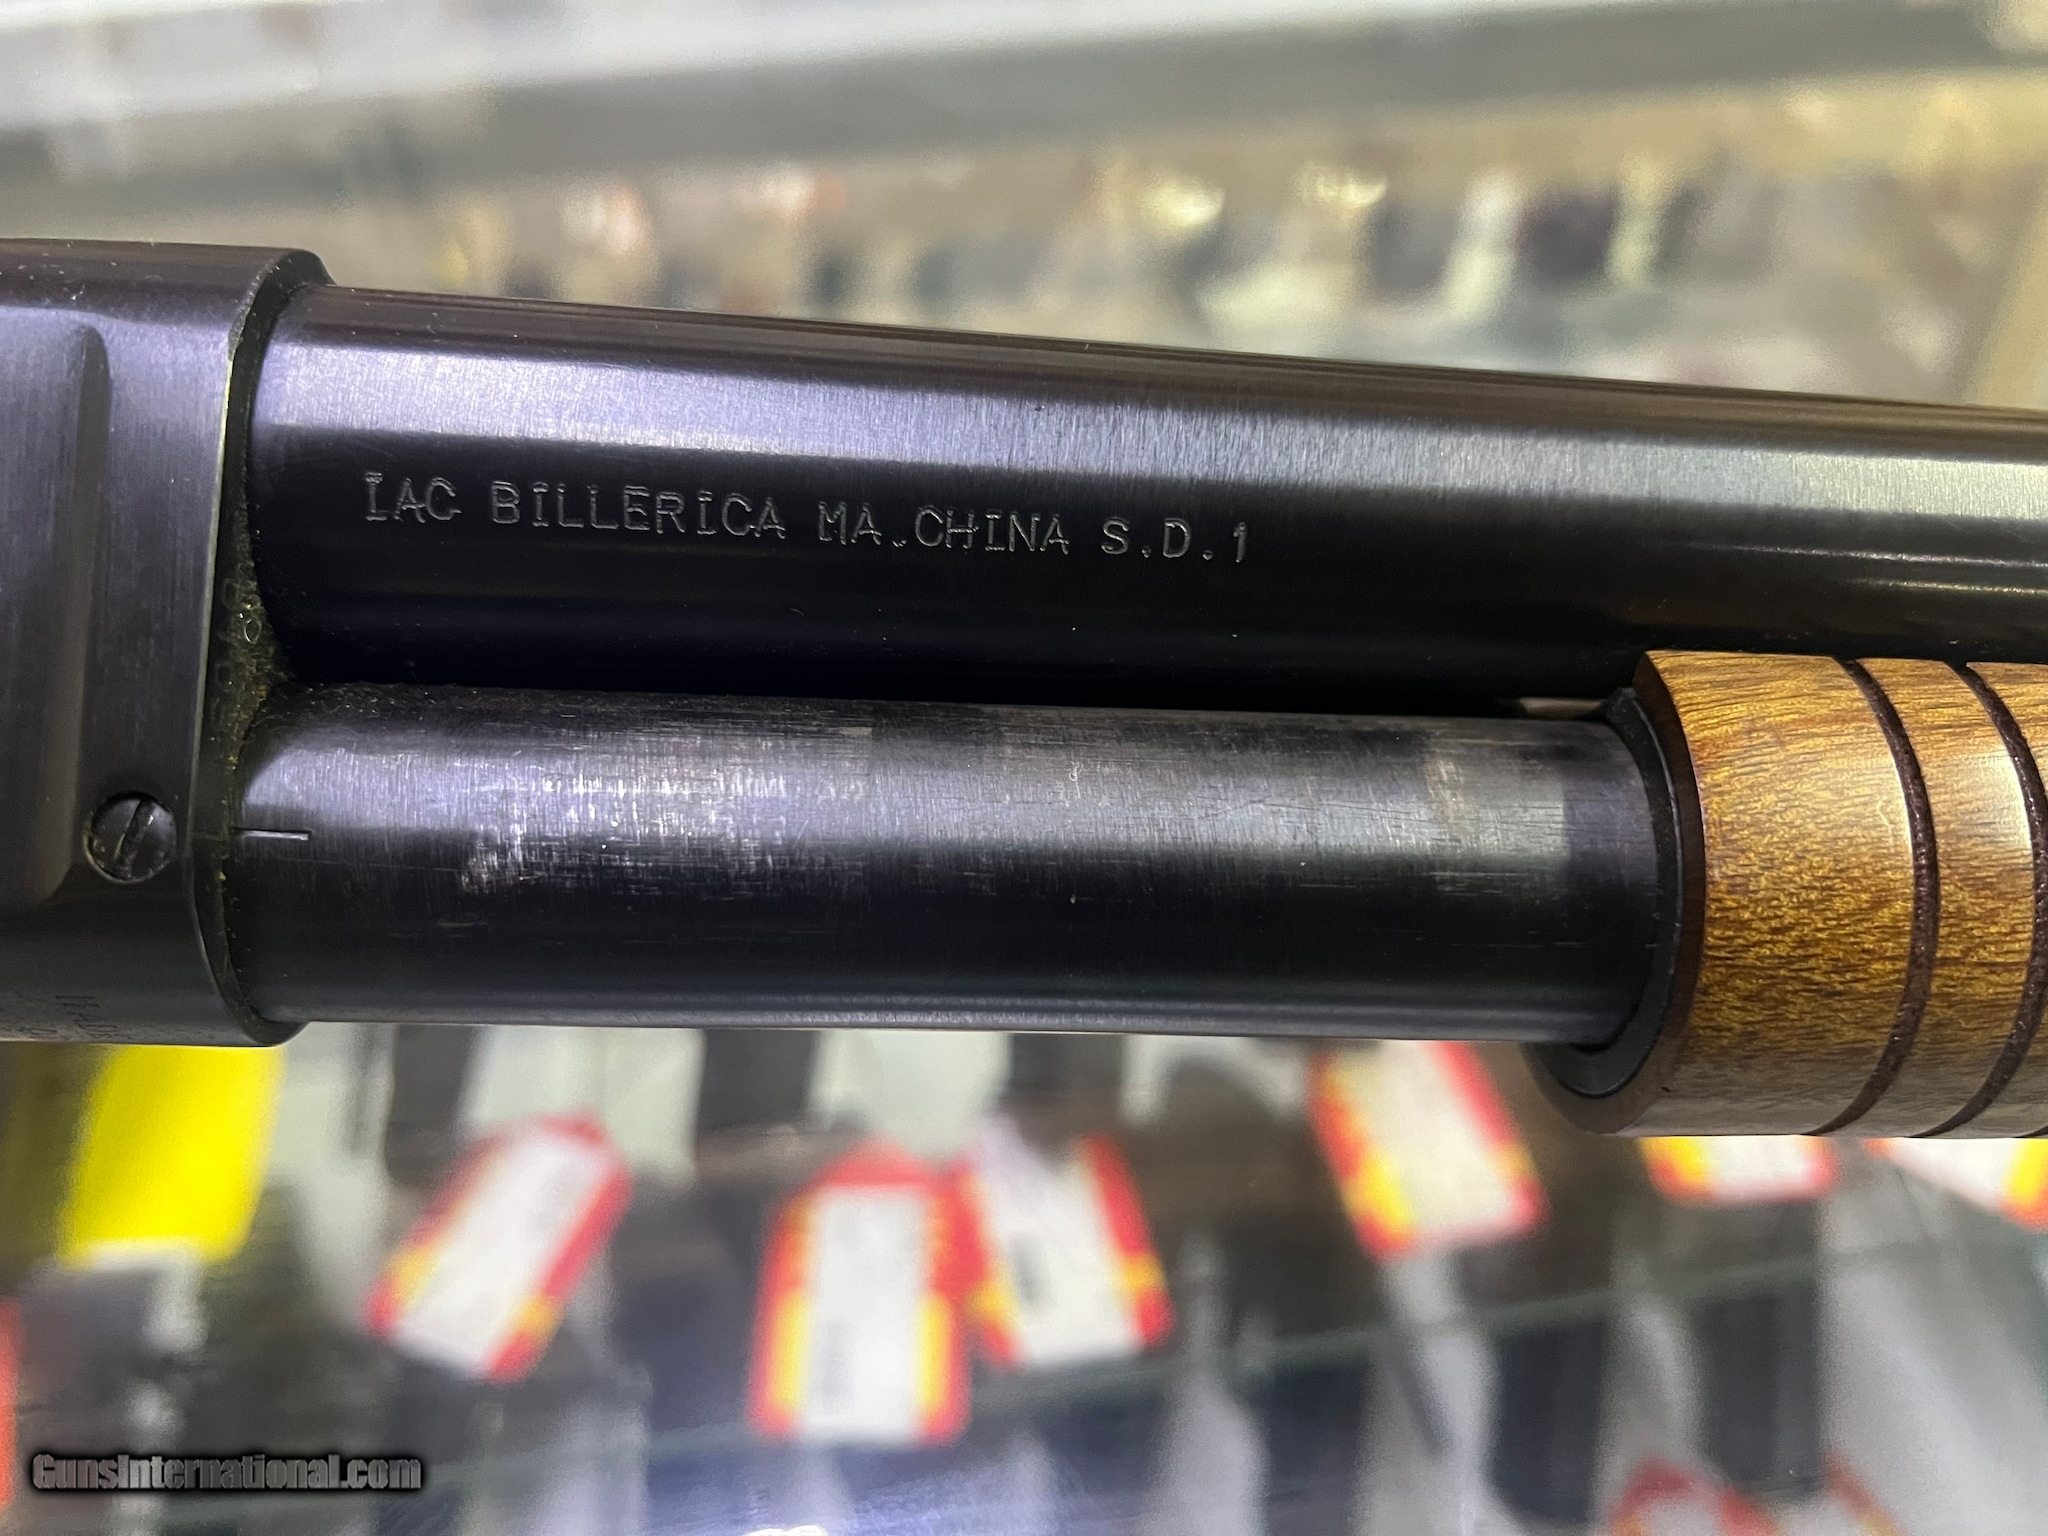 IAC BILLERICA MA.CHINA S.D.1
GunsInternational.com